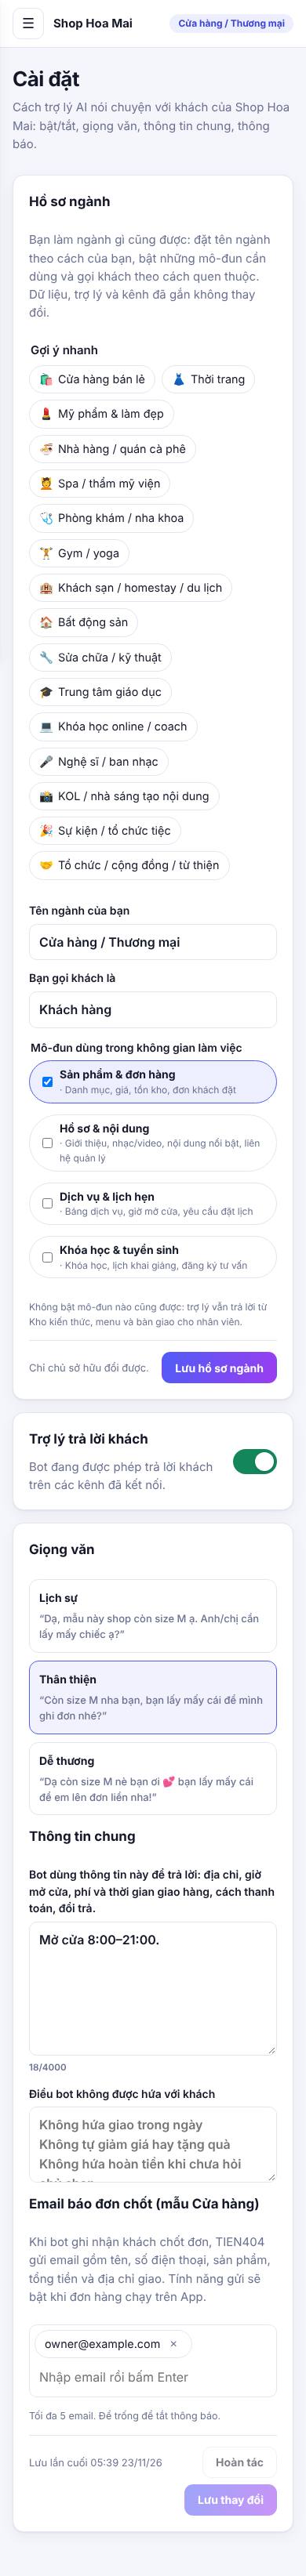 ☰ Shop Hoa Mai Cửa hàng / Thương mại
Cài đặt
Cách trợ lý AI nói chuyện với khách của Shop Hoa
Mai: bật/tắt, giọng văn, thông tin chung, thông
báo.
Hồ sơ ngành
Bạn làm ngành gì cũng được: đặt tên ngành
theo cách của bạn, bật những mô-đun cần
dùng và gọi khách theo cách quen thuộc.
Dữ liệu, trợ lý và kênh đã gắn không thay
đổi.
Gợi ý nhanh
🛍️ Cửa hàng bán lẻ 👗 Thời trang
💄 Mỹ phẩm & làm đẹp
🍜 Nhà hàng / quán cà phê
💆 Spa / thẩm mỹ viện
🩺 Phòng khám / nha khoa
🏋️ Gym / yoga
🏨 Khách sạn / homestay / du lịch
🏠 Bất động sản
🔧 Sửa chữa / kỹ thuật
🎓 Trung tâm giáo dục
💻 Khóa học online / coach
🎤 Nghệ sĩ / ban nhạc
📸 KOL / nhà sáng tạo nội dung
🎉 Sự kiện / tổ chức tiệc
🤝 Tổ chức / cộng đồng / từ thiện
Tên ngành của bạn
Cửa hàng / Thương mại
Bạn gọi khách là
Khách hàng
Mô-đun dùng trong không gian làm việc
Sản phẩm & đơn hàng
· Danh mục, giá, tồn kho, đơn khách đặt
Hồ sơ & nội dung
· Giới thiệu, nhạc/video, nội dung nổi bật, liên
hệ quản lý
Dịch vụ & lịch hẹn
· Bảng dịch vụ, giờ mở cửa, yêu cầu đặt lịch
Khóa học & tuyển sinh
· Khóa học, lịch khai giảng, đăng ký tư vấn
Không bật mô-đun nào cũng được: trợ lý vẫn trả lời từ
Kho kiến thức, menu và bàn giao cho nhân viên.
Chỉ chủ sở hữu đổi được. Lưu hồ sơ ngành
Trợ lý trả lời khách
Bot đang được phép trả lời khách
trên các kênh đã kết nối.
Giọng văn
Lịch sự
“Dạ, mẫu này shop còn size M ạ. Anh/chị cần
lấy mấy chiếc ạ?”
Thân thiện
“Còn size M nha bạn, bạn lấy mấy cái để mình
ghi đơn nhé?”
Dễ thương
“Dạ còn size M nè bạn ơi 💕 bạn lấy mấy cái
để em lên đơn liền nha!”
Thông tin chung
Bot dùng thông tin này để trả lời: địa chỉ, giờ
mở cửa, phí và thời gian giao hàng, cách thanh
toán, đổi trả.
Mở cửa 8:00–21:00.
18/4000
Điều bot không được hứa với khách
Không hứa giao trong ngày
Không tự giảm giá hay tặng quà
Không hứa hoàn tiền khi chưa hỏi
Email báo đơn chốt (mẫu Cửa hàng)
Khi bot ghi nhận khách chốt đơn, TIEN404
gửi email gồm tên, số điện thoại, sản phẩm,
tổng tiền và địa chỉ giao. Tính năng gửi sẽ
bật khi đơn hàng chạy trên App.
owner@example.com ×
Nhập email rồi bấm Enter
Tối đa 5 email. Để trống để tắt thông báo.
Lưu lần cuối 05:39 23/11/26 Hoàn tác
Lưu thay đổi